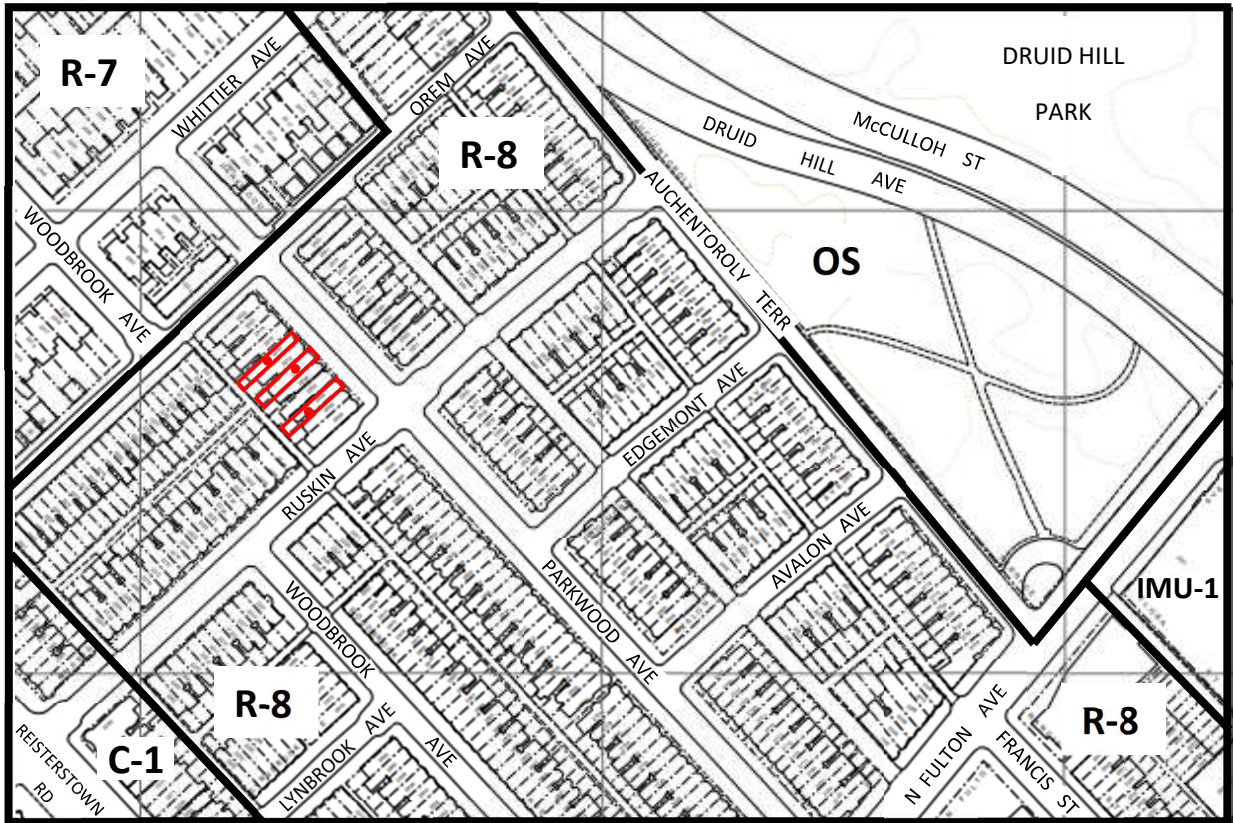 R-7
WHITTIER AVE
OREM AVE
DRUID HILL
PARK
McCULLOH ST
DRUID HILL AVE
R-8
AUCHENTOROLY TERR
WOODBROOK AVE
OS
EDGEMONT AVE
RUSKIN AVE
AVALON AVE
PARKWOOD AVE
WOODBROOK AVE
IMU-1
R-8
R-8
N FULTON AVE
FRANCIS ST
LYNBROOK AVE
C-1
REISTERSTOWN
RD